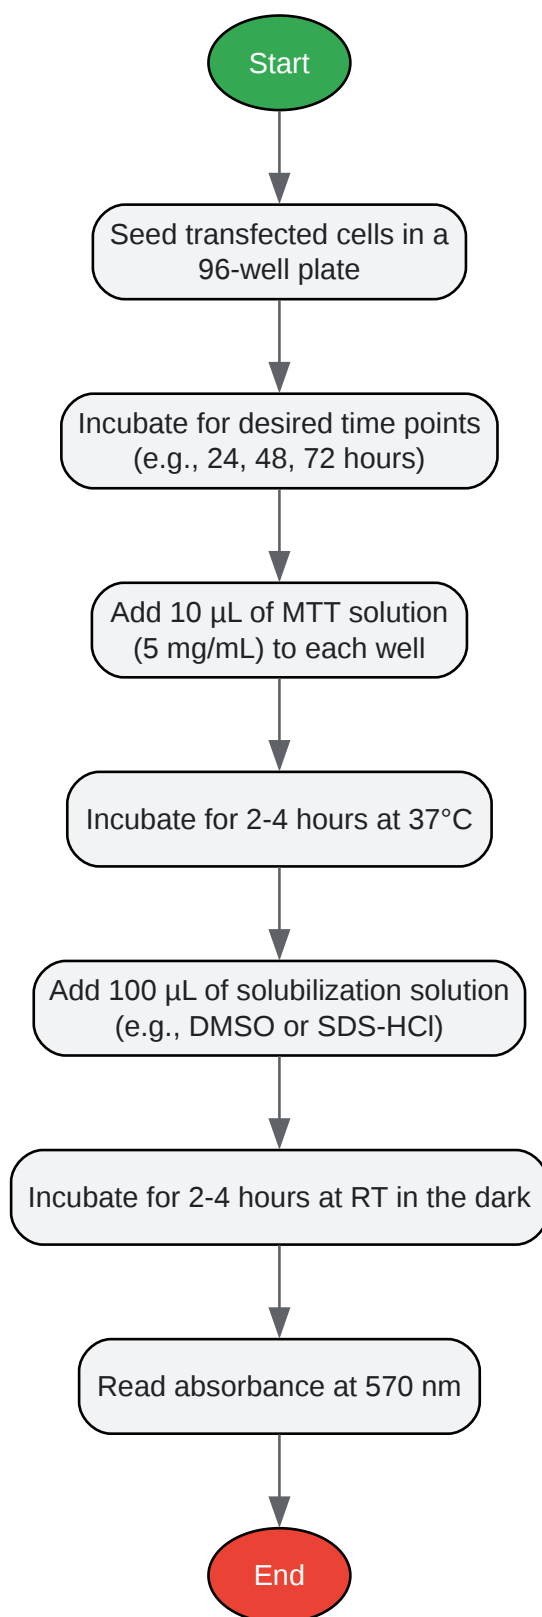 Start
Seed transfected cells in a
96-well plate
Incubate for desired time points
(e.g., 24, 48, 72 hours)
Add 10 µL of MTT solution
(5 mg/mL) to each well
Incubate for 2-4 hours at 37°C
Add 100 µL of solubilization solution
(e.g., DMSO or SDS-HCl)
Incubate for 2-4 hours at RT in the dark
Read absorbance at 570 nm
End